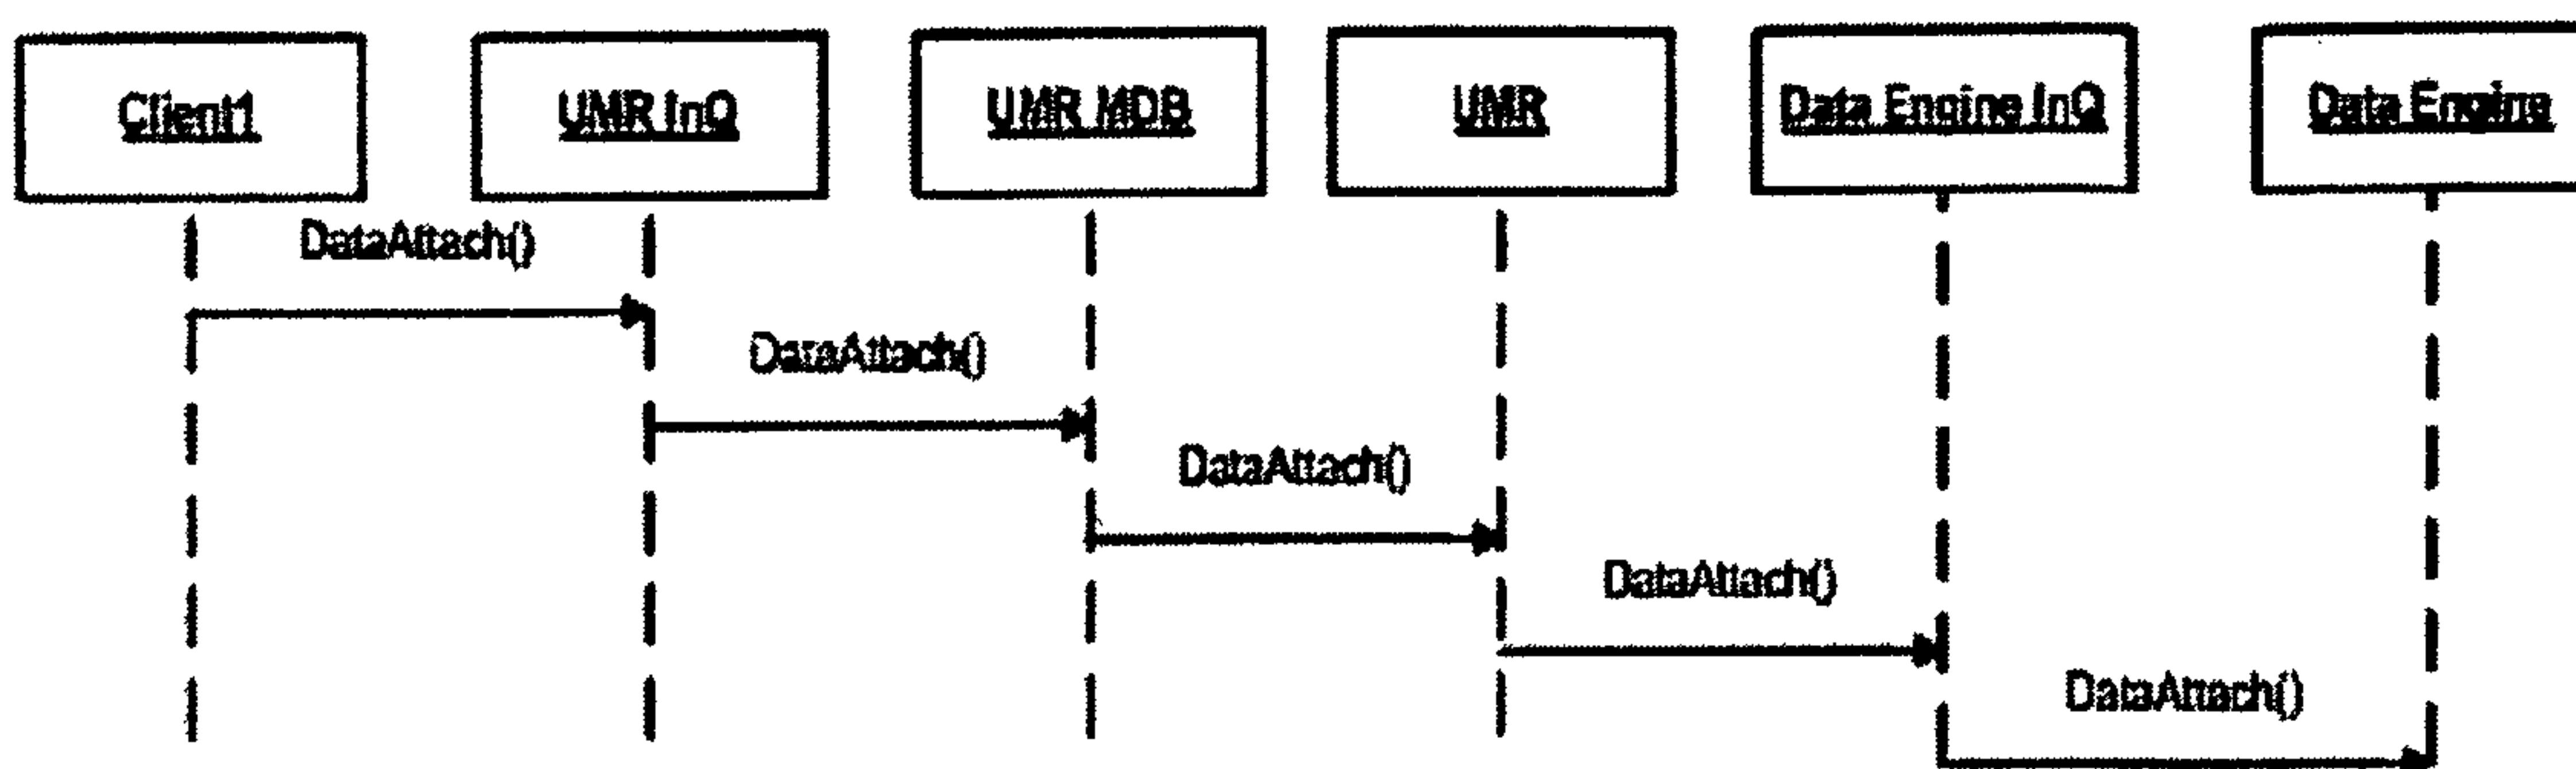 Client1
UMR InQ
UMR MDB
UMR
Data Engine InQ
Data Engine
DataAttach()
DataAttach()
DataAttach()
DataAttach()
DataAttach()